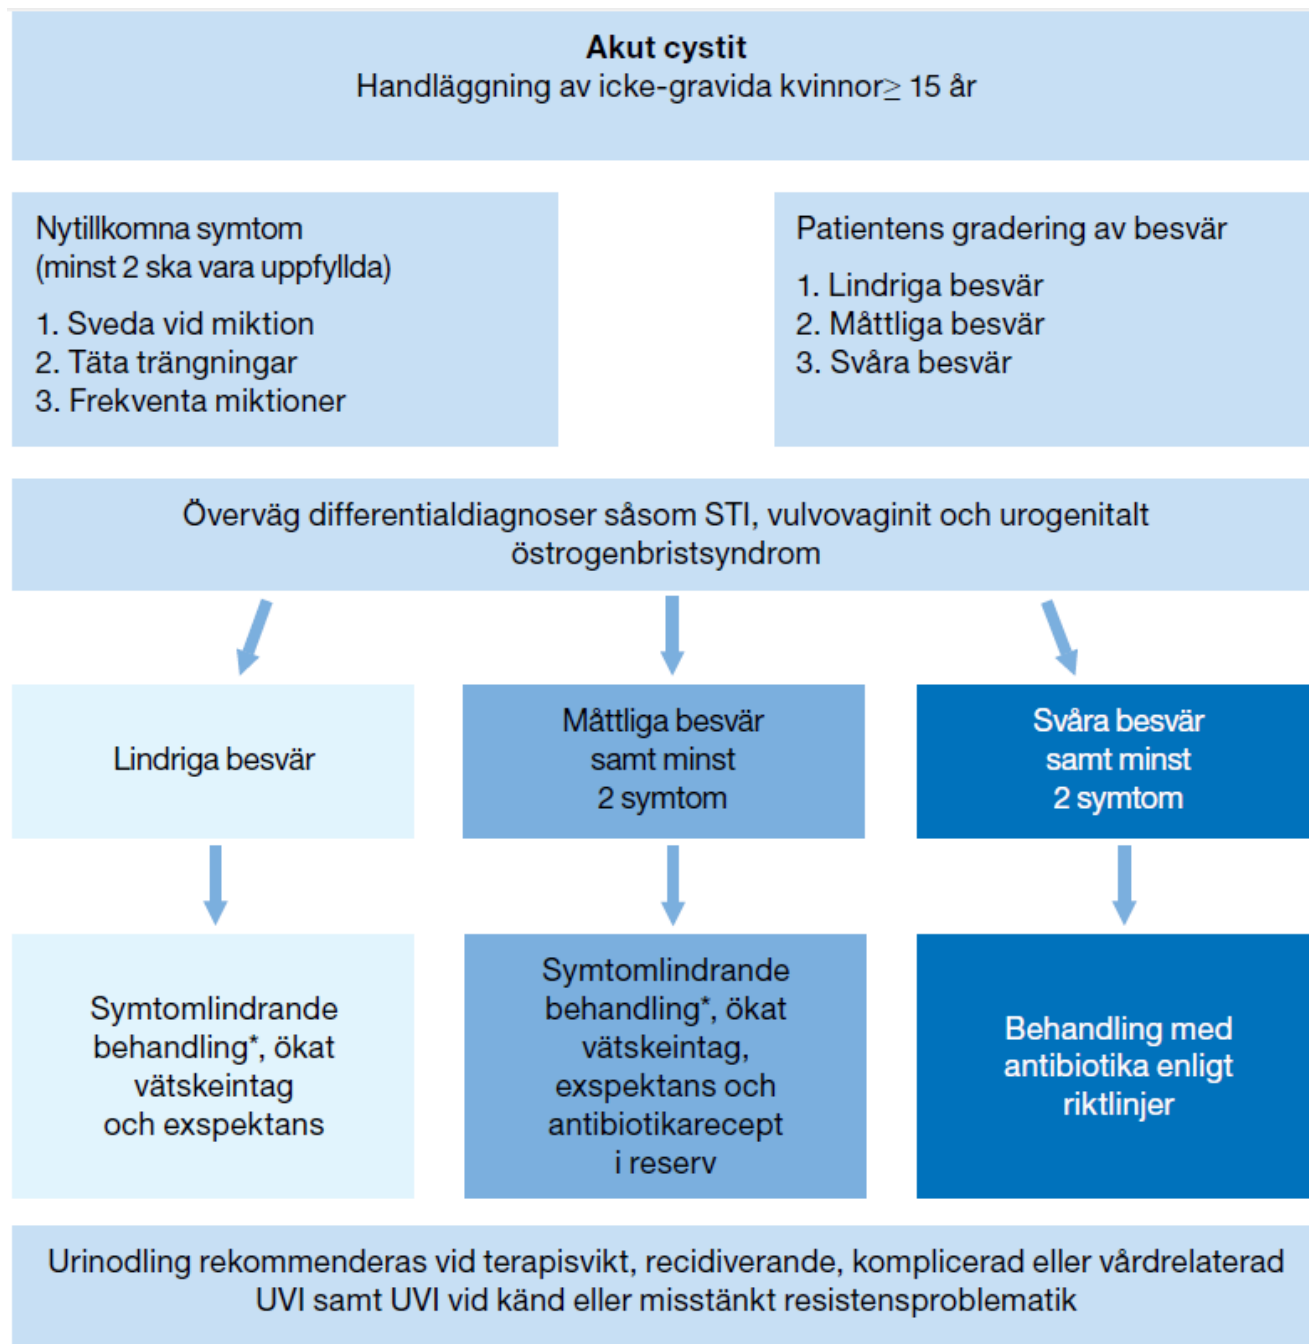 Akut cystit
Handläggning av icke-gravida kvinnor≥ 15 år
Nytillkomna symtom
(minst 2 ska vara uppfyllda)
1. Sveda vid miktion
2. Täta trängningar
3. Frekventa miktioner
Patientens gradering av besvär
1. Lindriga besvär
2. Måttliga besvär
3. Svåra besvär
Överväg differentialdiagnoser såsom STI, vulvovaginit och urogenitalt
östrogenbristsyndrom
Lindriga besvär
Måttliga besvär
samt minst
2 symtom
Svåra besvär
samt minst
2 symtom
Symtomlindrande
behandling*, ökat
vätskeintag
och exspektans
Symtomlindrande
behandling*, ökat
vätskeintag,
exspektans och
antibiotikarecept
i reserv
Behandling med
antibiotika enligt
riktlinjer
Urinodling rekommenderas vid terapisvikt, recidiverande, komplicerad eller vårdrelaterad
UVI samt UVI vid känd eller misstänkt resistensproblematik